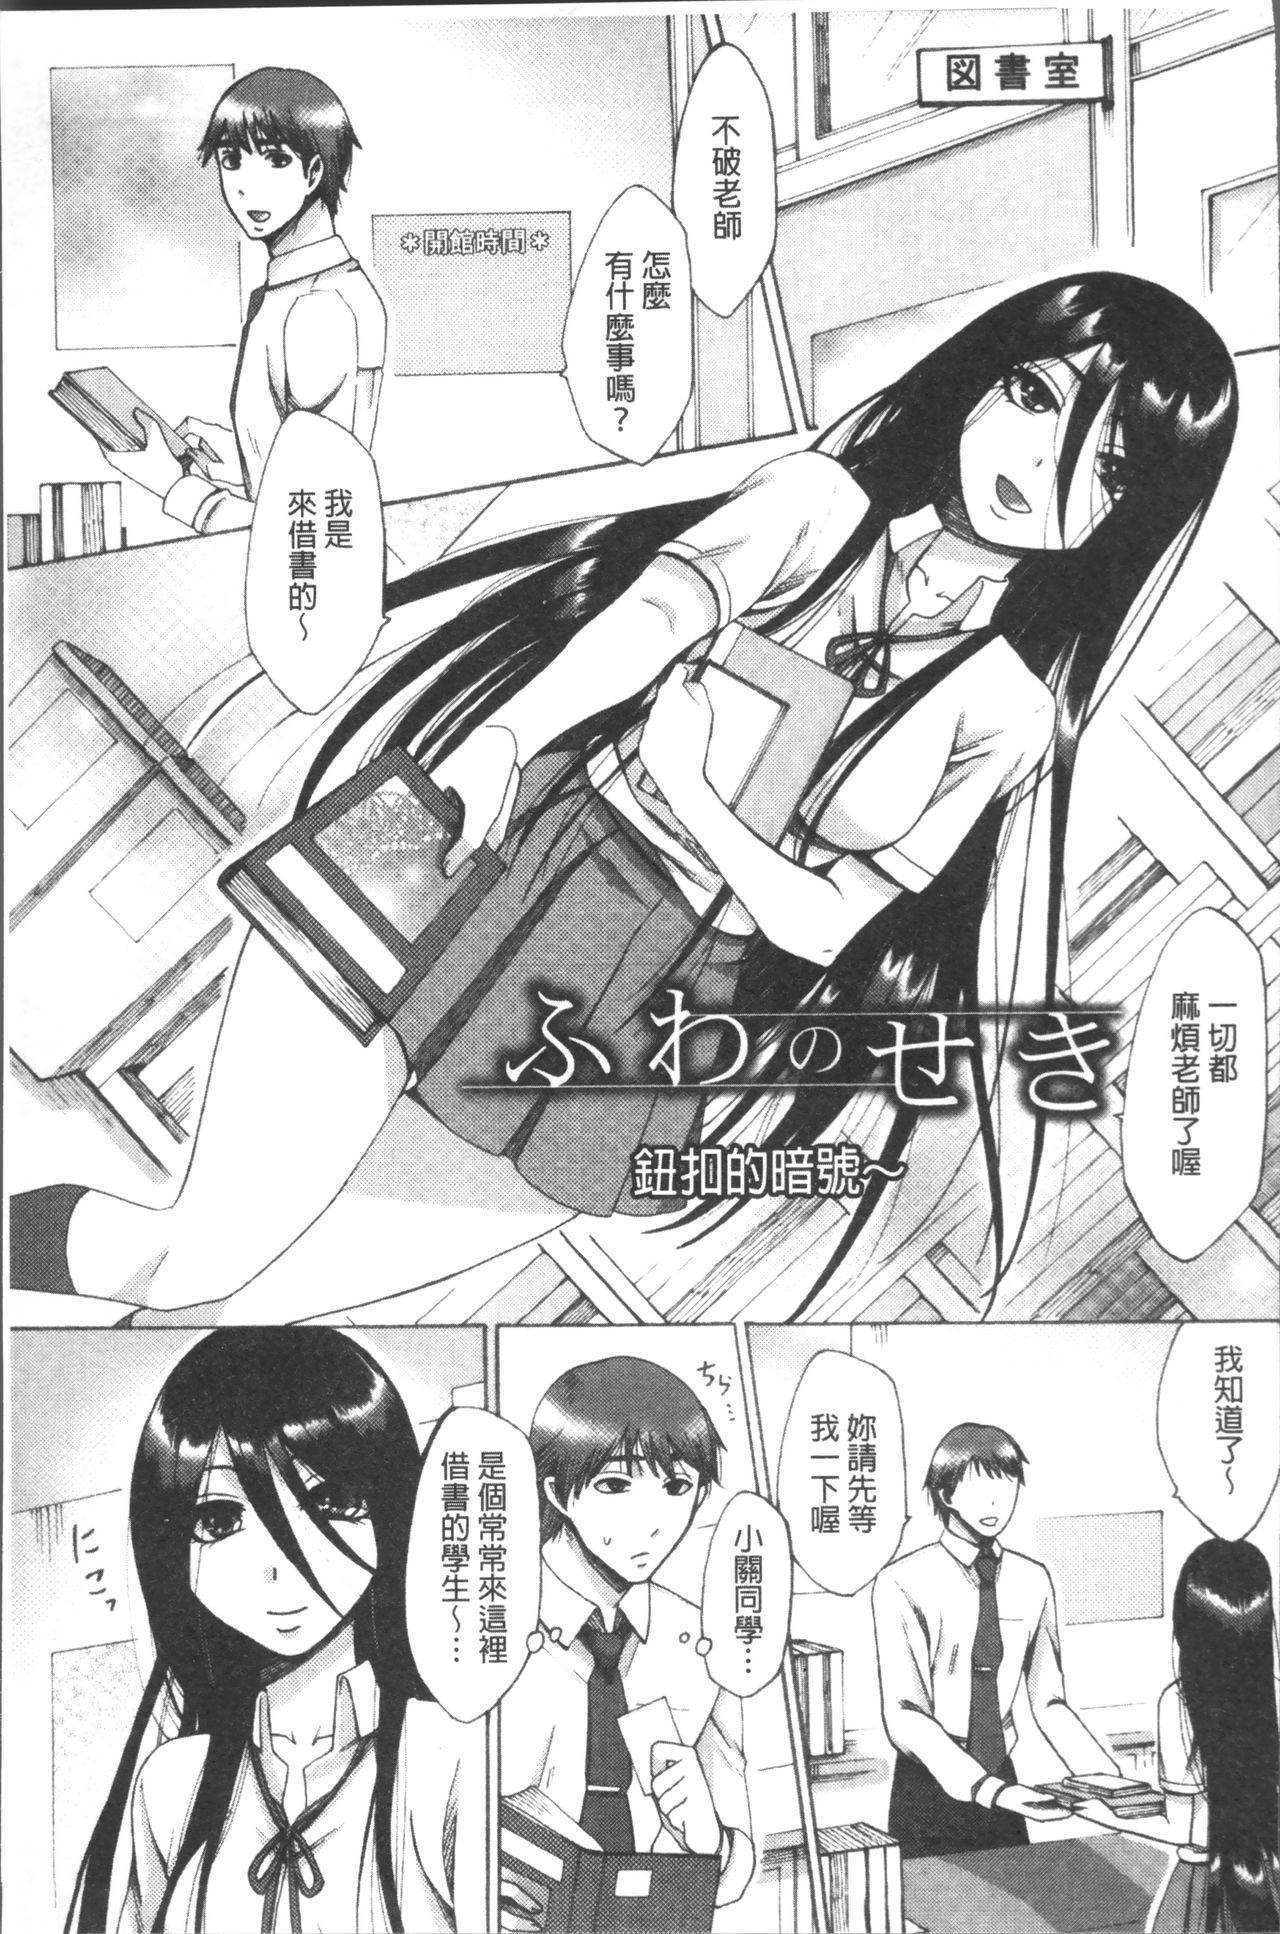 図書室
不破老師
怎麼
有什麼事嗎？
＊開館時間＊
我是
來借書的～
ふわのせき
鈕扣的暗號～
一切都
麻煩老師了喔
我知道了～
妳請先等
我一下喔
ちら…
小關同學…
是個常常來這裡
借書的學生～…
にこっ